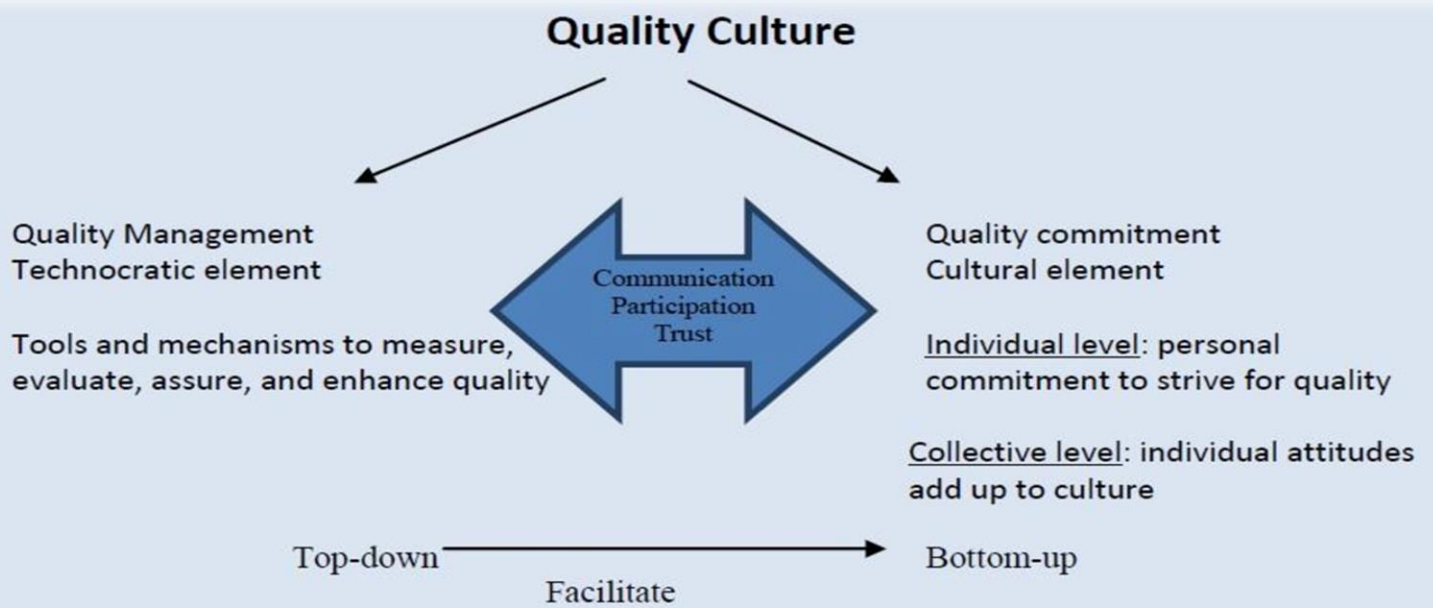 Quality Culture
Quality Management
Technocratic element
Tools and mechanisms to measure,
evaluate, assure, and enhance quality
Communication
Participation
Trust
Quality commitment
Cultural element
Individual level: personal
commitment to strive for quality
Collective level: individual attitudes
add up to culture
Top-down
Facilitate
Bottom-up